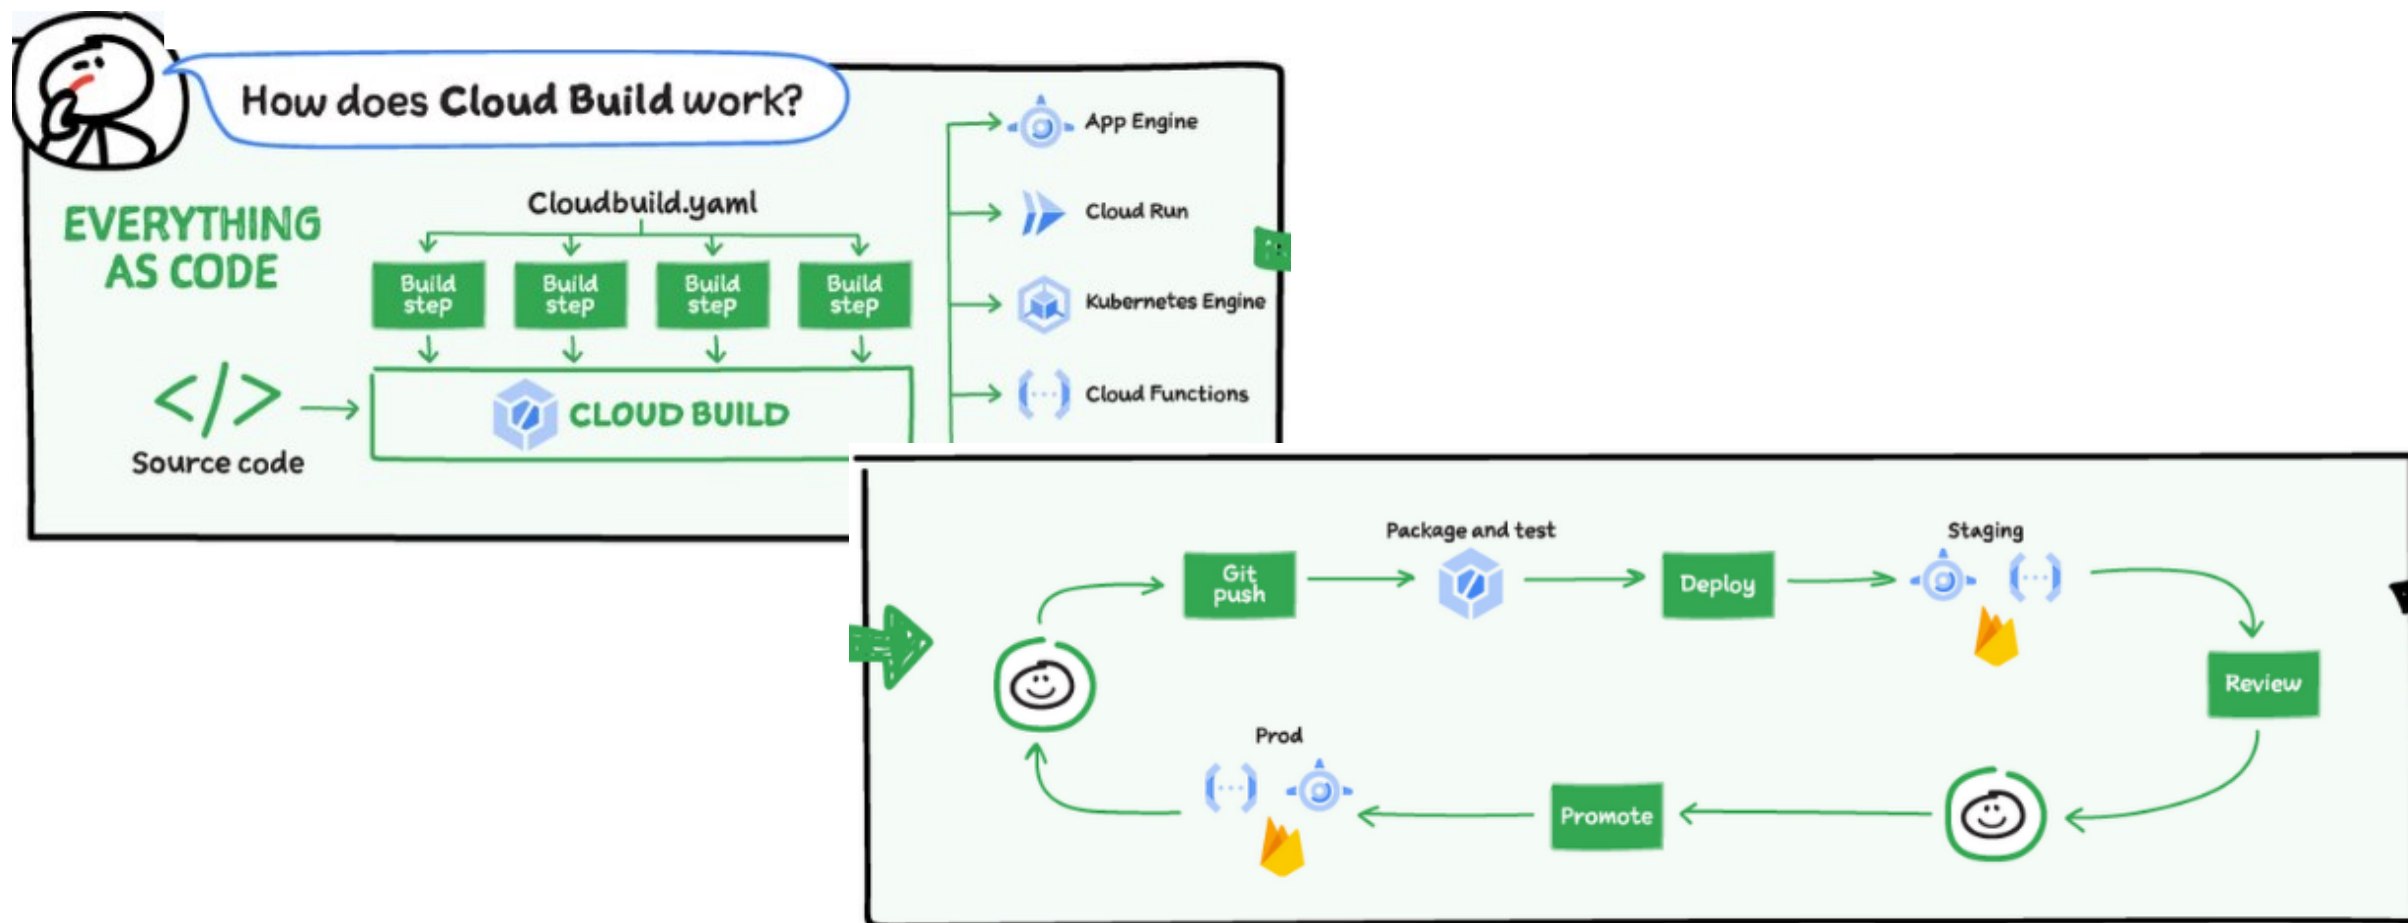 How does Cloud Build work?
EVERYTHING
AS CODE
Cloudbuild.yaml
Build
step
Build
step
Build
step
Build
step
</>
Source code
CLOUD BUILD
App Engine
Cloud Run
Kubernetes Engine
Cloud Functions
Git
push
Package and test
Deploy
Staging
Review
Promote
Prod